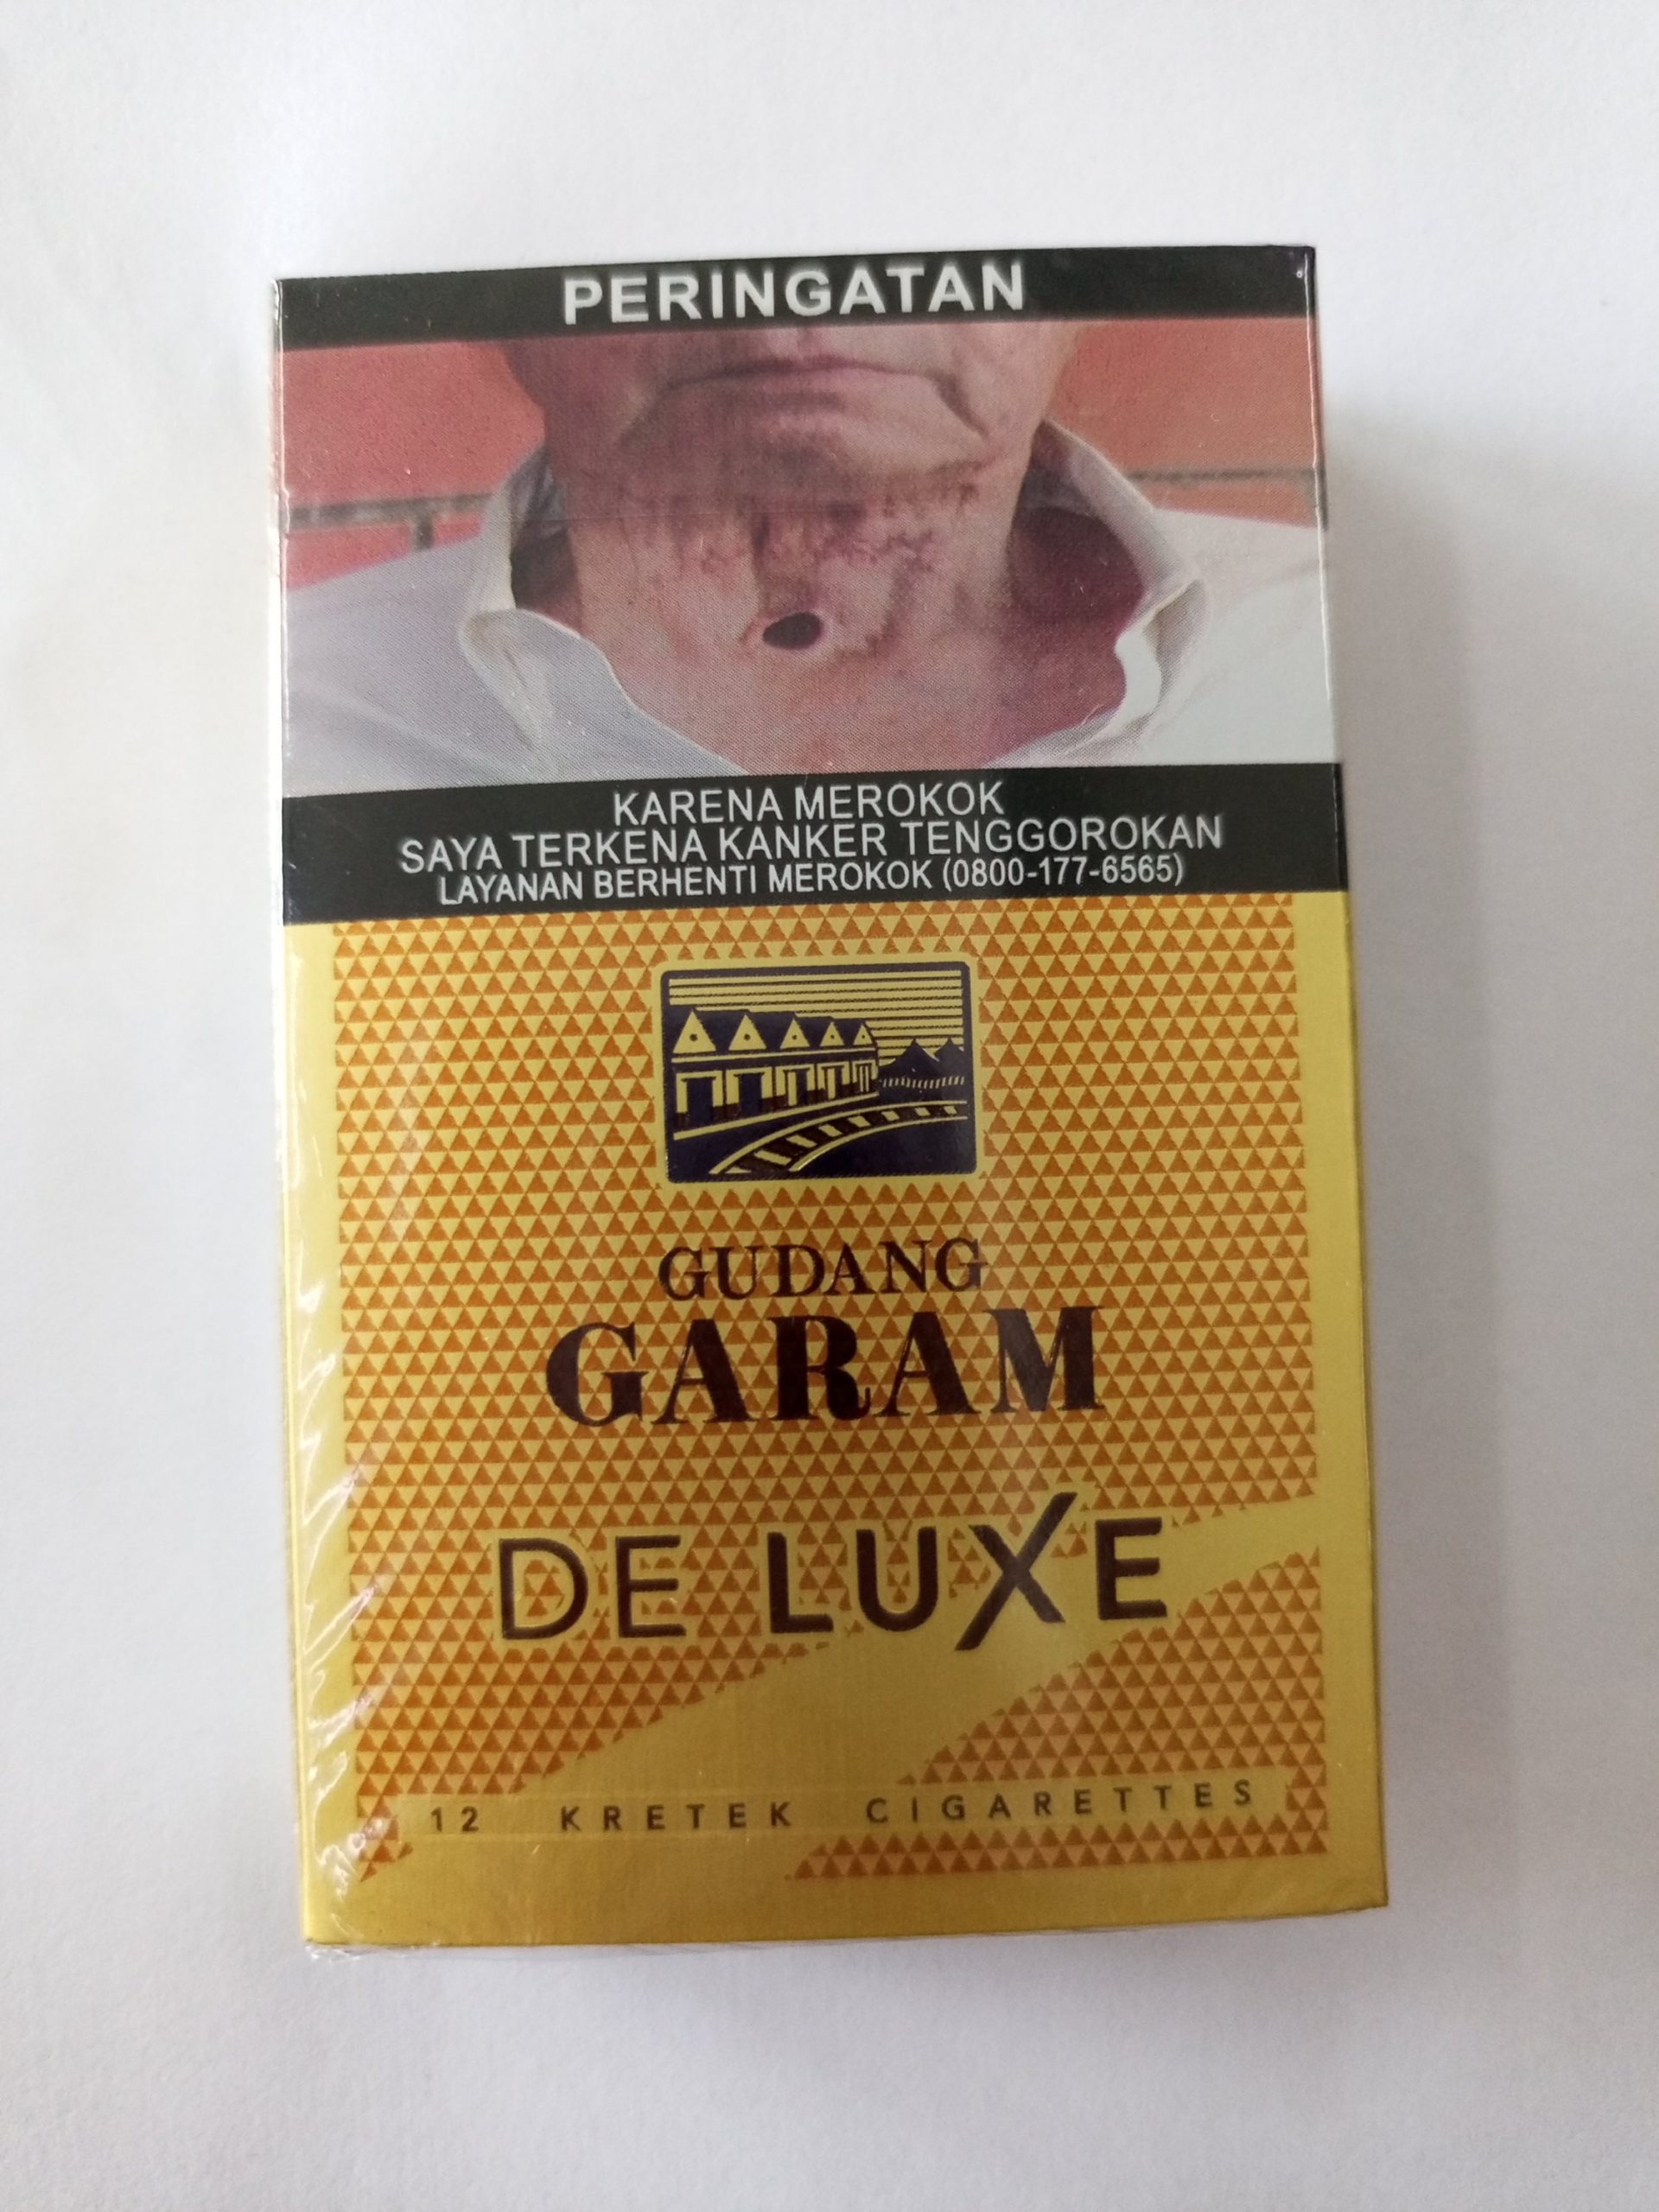 PERINGATAN
KARENA MEROKOK
SAYA TERKENA KANKER TENGGOROKAN
LAYANAN BERHENTI MEROKOK (0800-177-6565)
GUDANG
GARAM
DE LUXE
12 KRETEK CIGARETTES